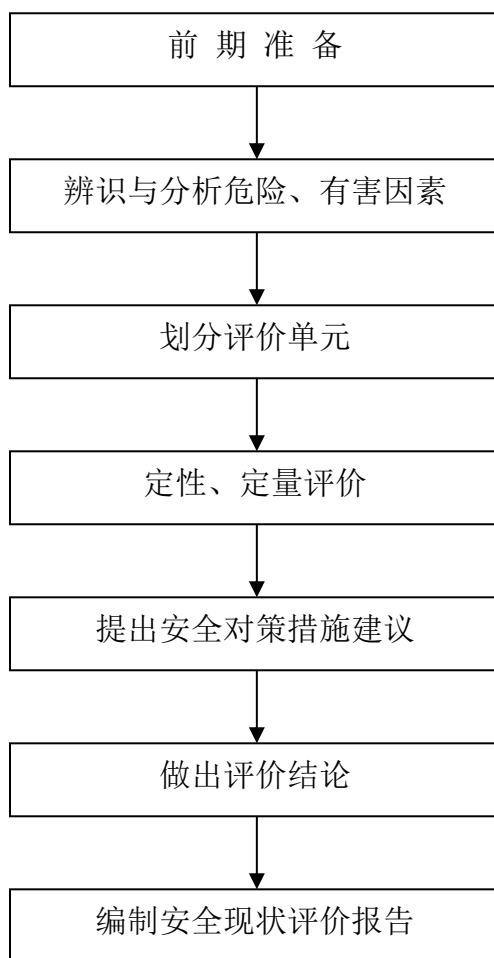 前 期 准 备
辨识与分析危险、有害因素
划分评价单元
定性、定量评价
提出安全对策措施建议
做出评价结论
编制安全现状评价报告